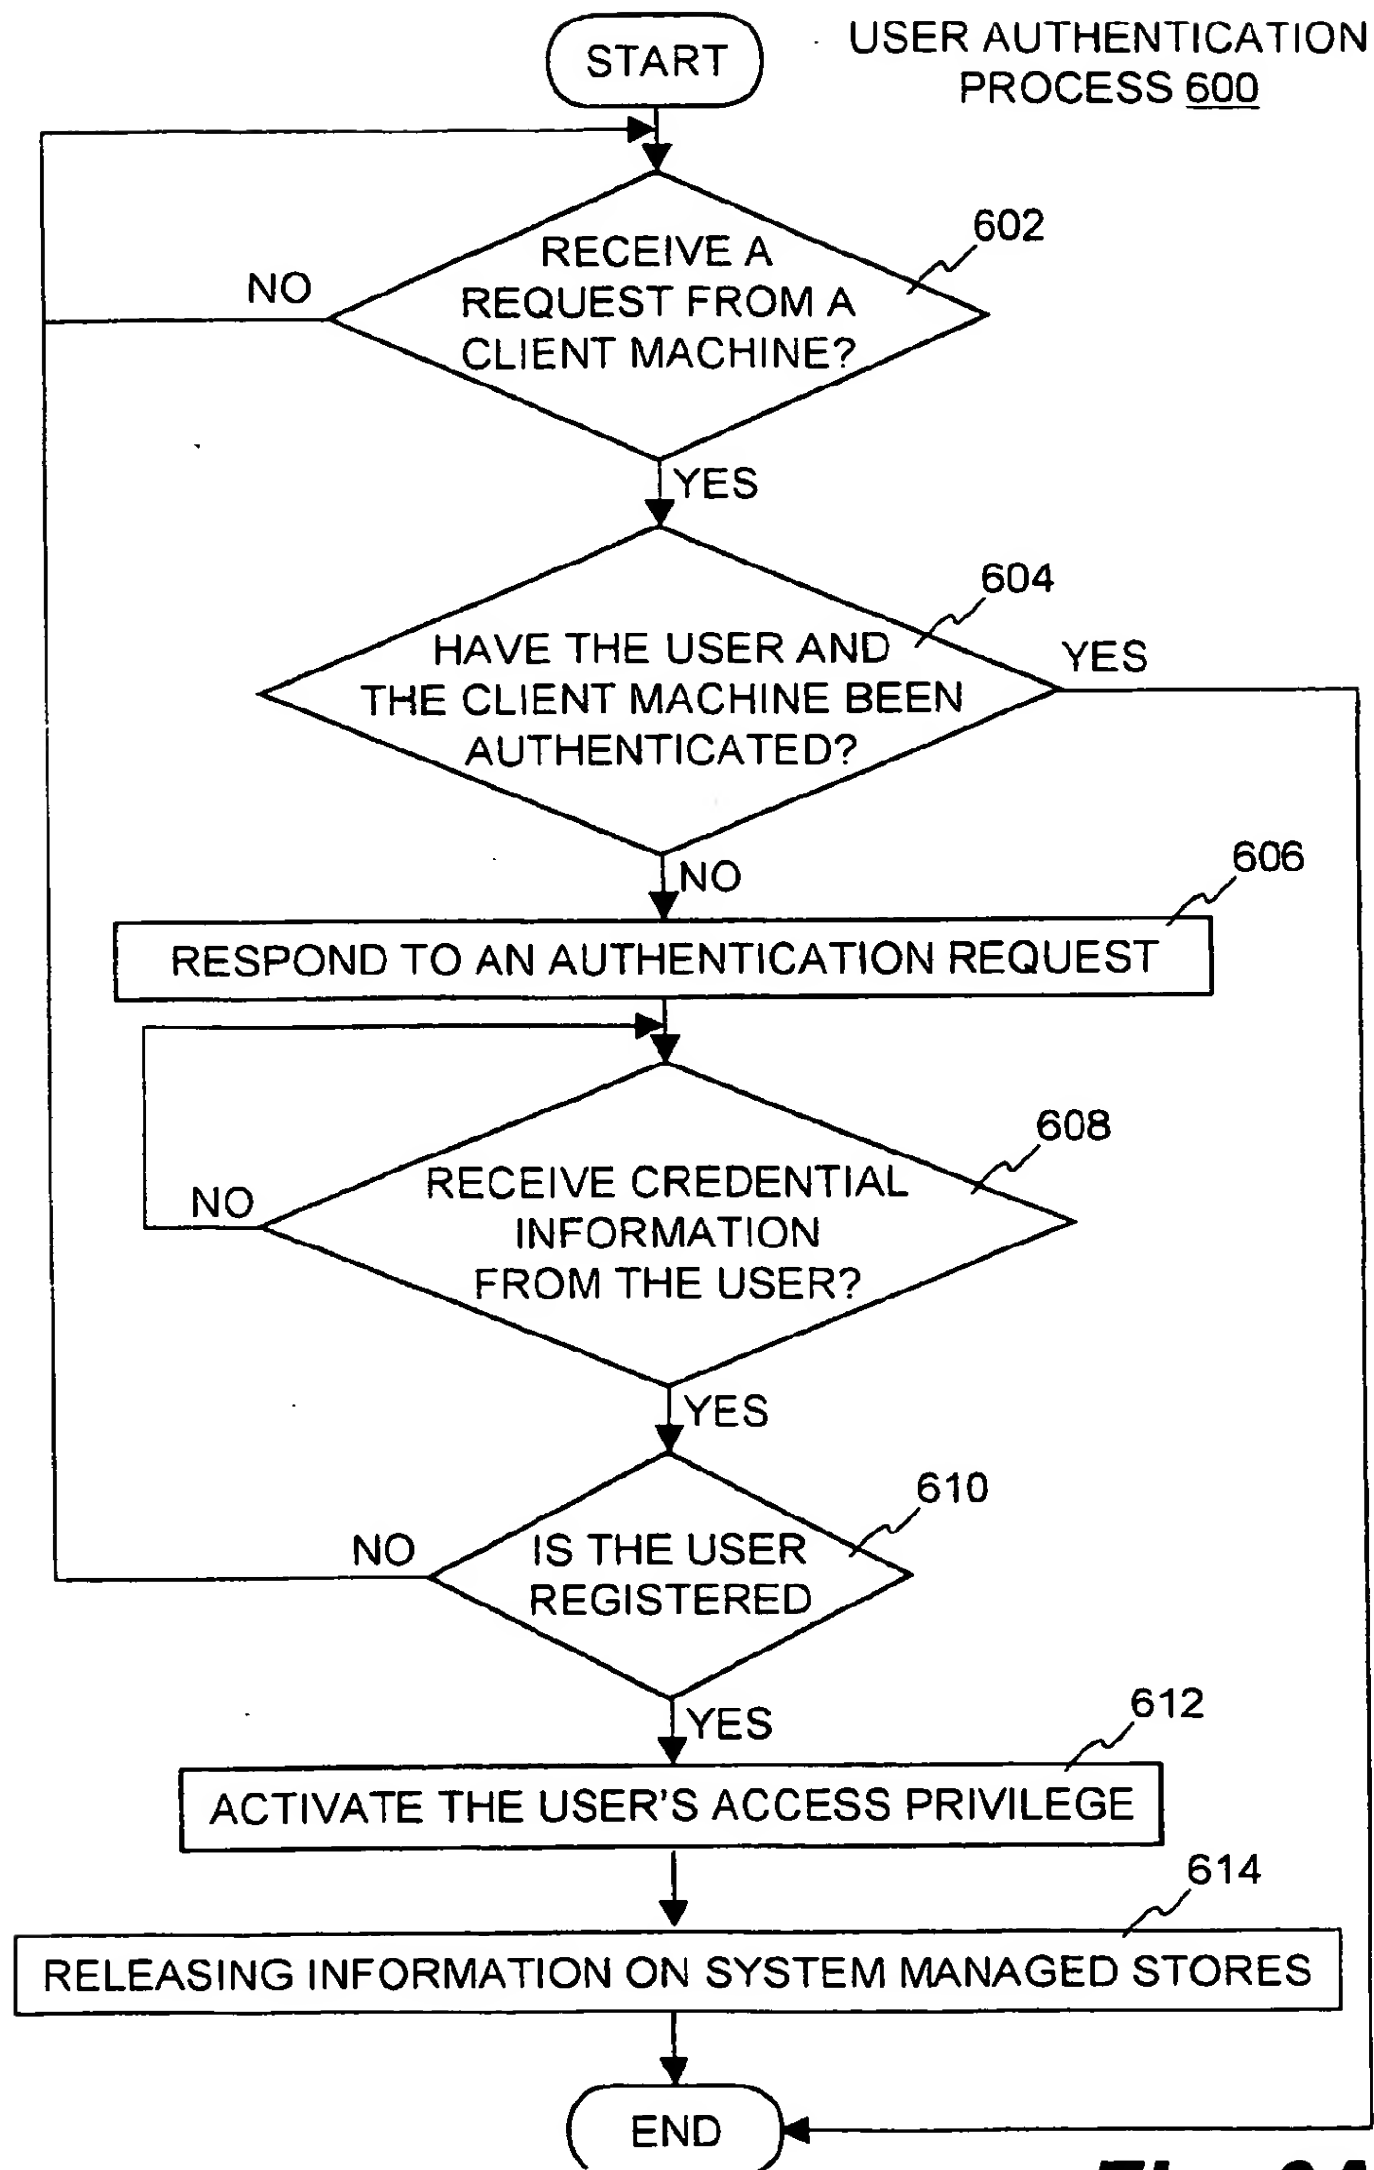 START
USER AUTHENTICATION
PROCESS 600
602
RECEIVE A
REQUEST FROM A
CLIENT MACHINE?
NO
YES
604
HAVE THE USER AND
THE CLIENT MACHINE BEEN
AUTHENTICATED?
YES
NO
606
RESPOND TO AN AUTHENTICATION REQUEST
608
RECEIVE CREDENTIAL
INFORMATION
FROM THE USER?
NO
YES
610
IS THE USER
REGISTERED
NO
YES
612
ACTIVATE THE USER'S ACCESS PRIVILEGE
614
RELEASING INFORMATION ON SYSTEM MANAGED STORES
END